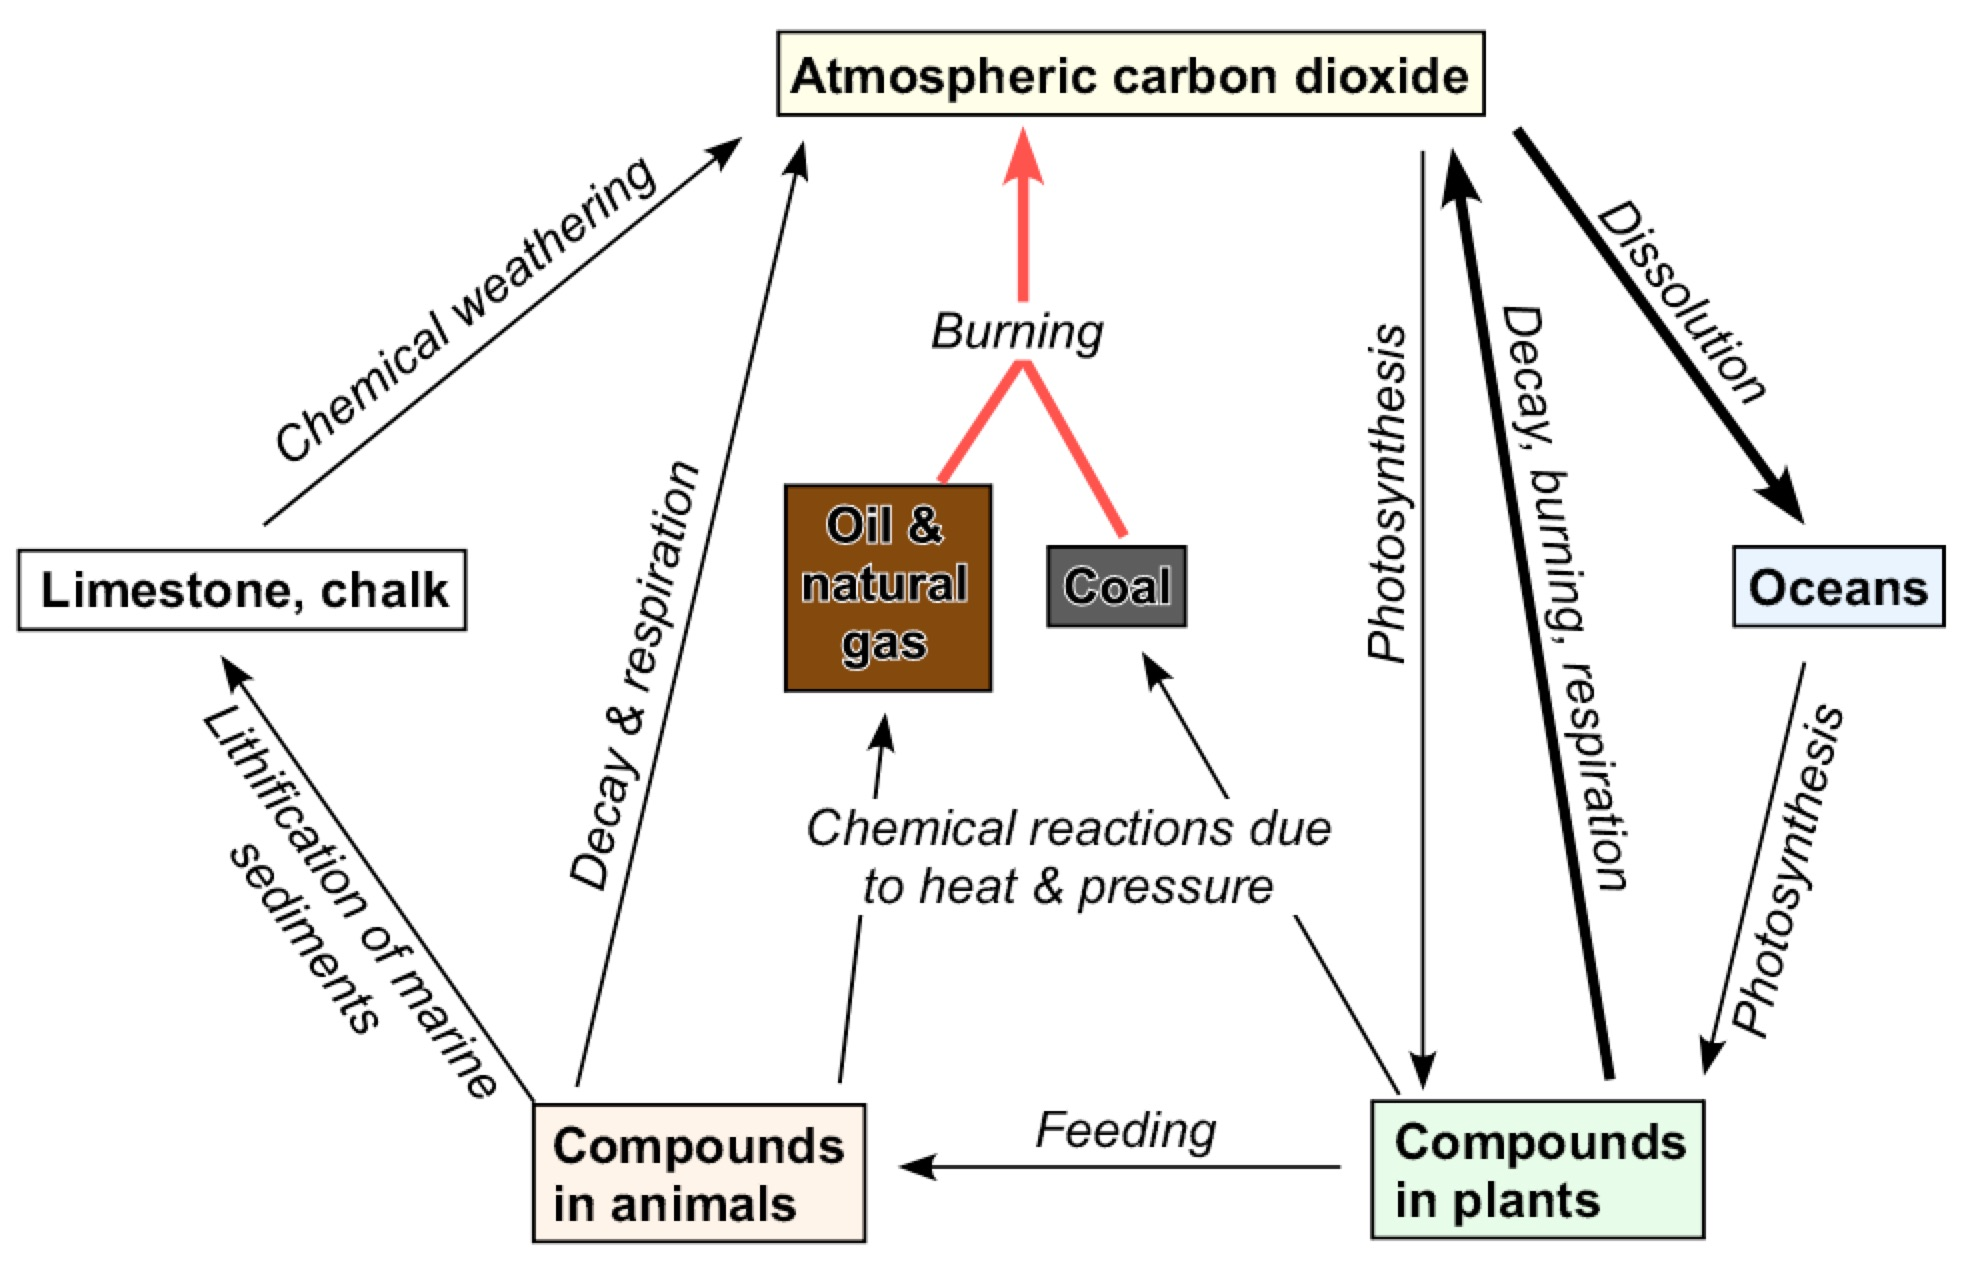 Atmospheric carbon dioxide
Chemical weathering
Burning
Dissolution
Photosynthesis
Decay, burning, respiration
Decay & respiration
Limestone, chalk
Oil &
natural
gas
Coal
Oceans
Lithification of marine
sediments
Chemical reactions due
to heat & pressure
Photosynthesis
Feeding
Compounds
in animals
Compounds
in plants